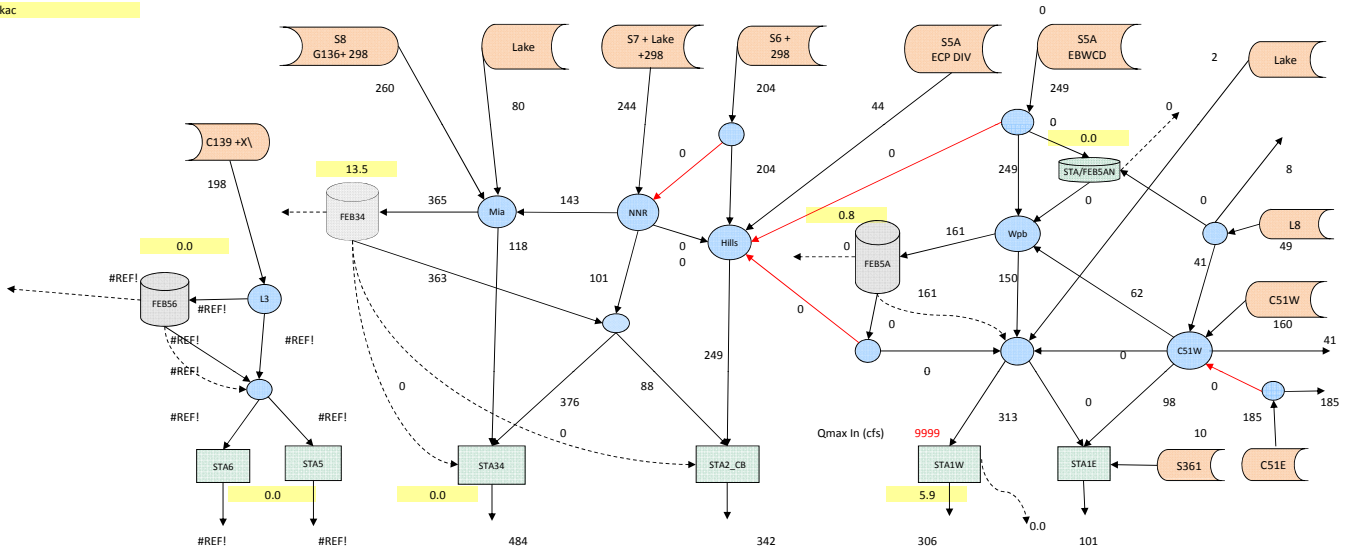 kac
0
S8
G136+ 298
Lake
S7 + Lake
+298
S6 +
298
S5A
ECP DIV
S5A
EBWCD
2
Lake
260
80
244
204
44
249
0
0
0.0
C139 +X\
13.5
0
204
0
249
STA/FEB5AN
8
198
FEB34
365
Mia
143
NNR
0.8
0
0
L8
49
0.0
118
0
0
Hills
0
FEB5A
161
Wpb
41
#REF!
363
101
161
150
62
C51W
FEB56
#REF!
L3
0
0
160
#REF!
#REF!
249
0
0
C51W
41
#REF!
0
376
88
98
0
185
#REF!
#REF!
0
313
0
185
Qmax In (cfs)
9999
10
STA6
STA5
STA34
STA2_CB
STA1W
STA1E
S361
C51E
0.0
0.0
5.9
0.0
#REF!
#REF!
484
342
306
101